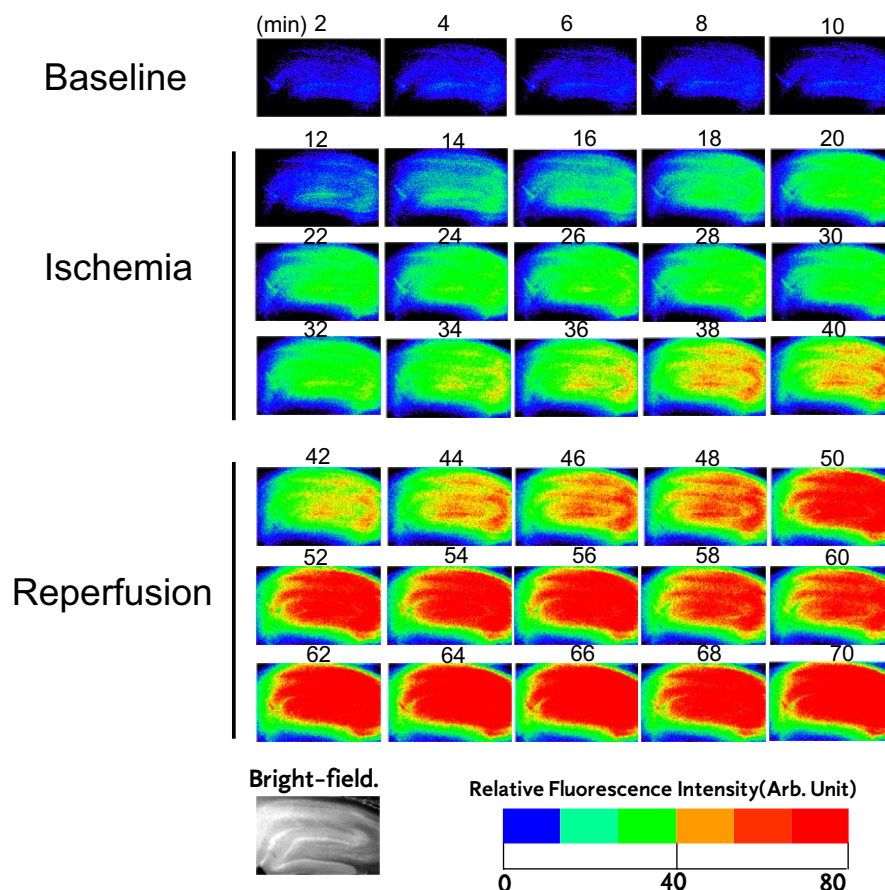 (min) 2 4 6 8 10
Baseline
12 14 16 18 20
22 24 26 28 30
Ischemia
32 34 36 38 40
42 44 46 48 50
52 54 56 58 60
Reperfusion
62 64 66 68 70
Bright-field.
Relative Fluorescence Intensity(Arb. Unit)
0 40 80